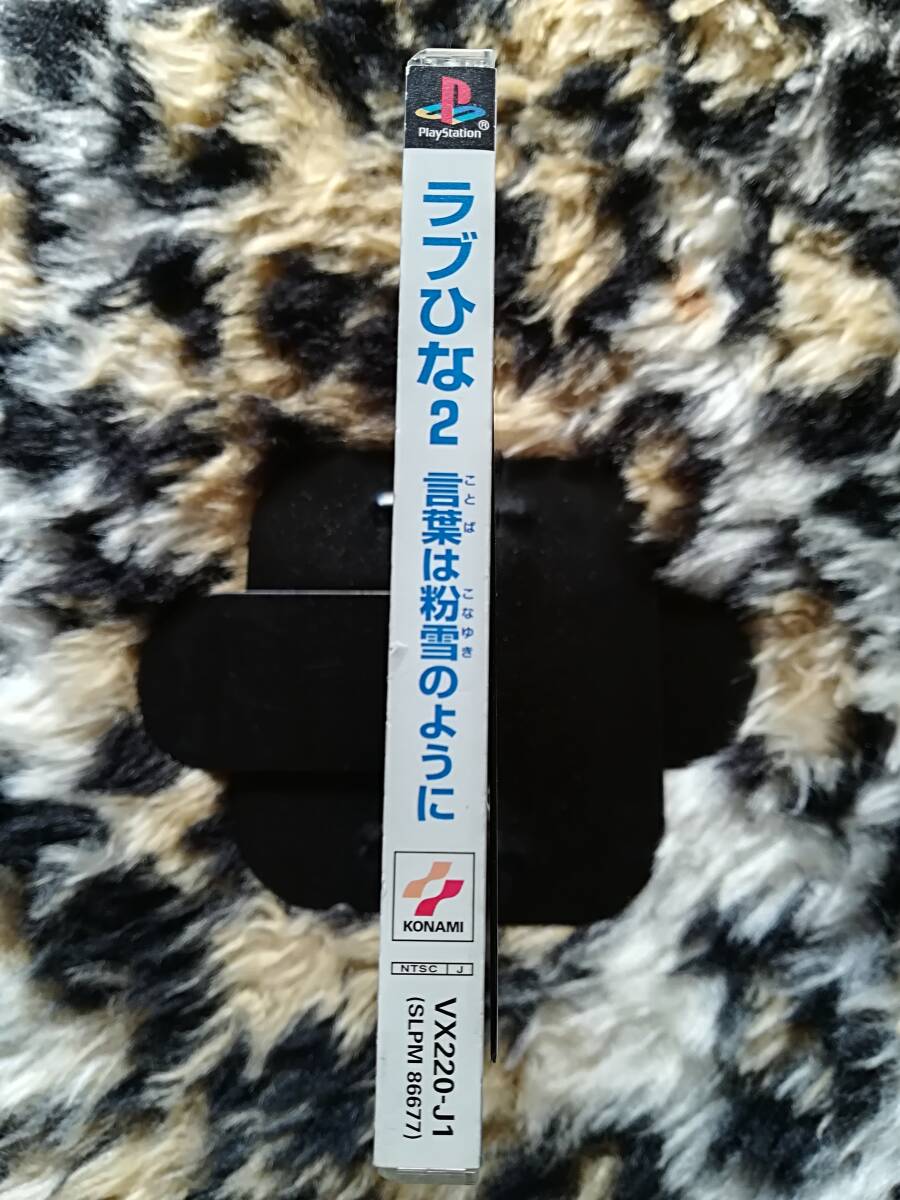 PlayStation®
ラブひな2
言葉は粉雪のように
ことば
こなゆき
KONAMI
NTSC J
VX220-J1
(SLPM 86677)